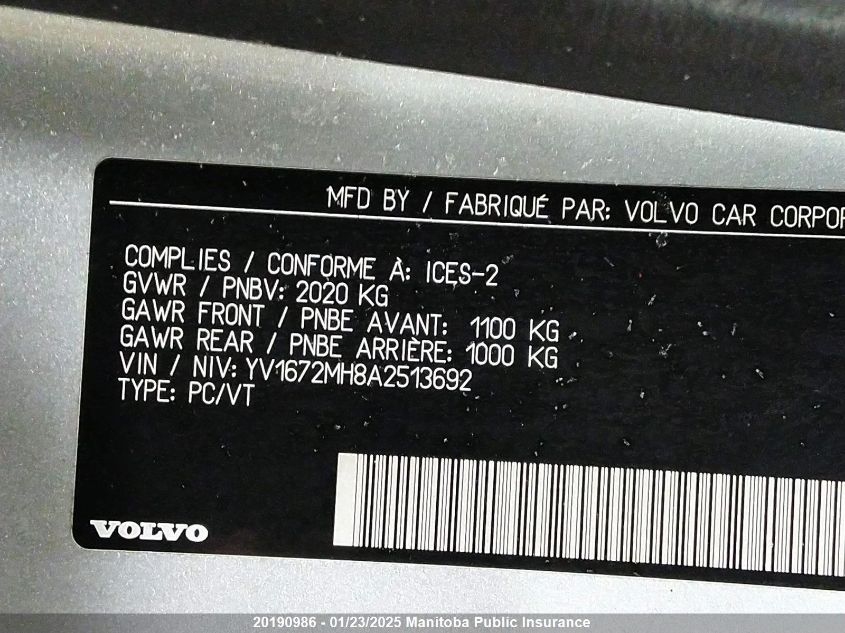 MFD BY / FABRIQUÉ PAR: VOLVO CAR CORPOR
COMPLIES / CONFORME À: ICES-2
GVWR / PNBV: 2020 KG
GAWR FRONT / PNBE AVANT: 1100 KG
GAWR REAR / PNBE ARRIÈRE: 1000 KG
VIN / NIV: YV1672MH8A2513692
TYPE: PC/VT
VOLVO
20190986 - 01/23/2025 Manitoba Public Insurance